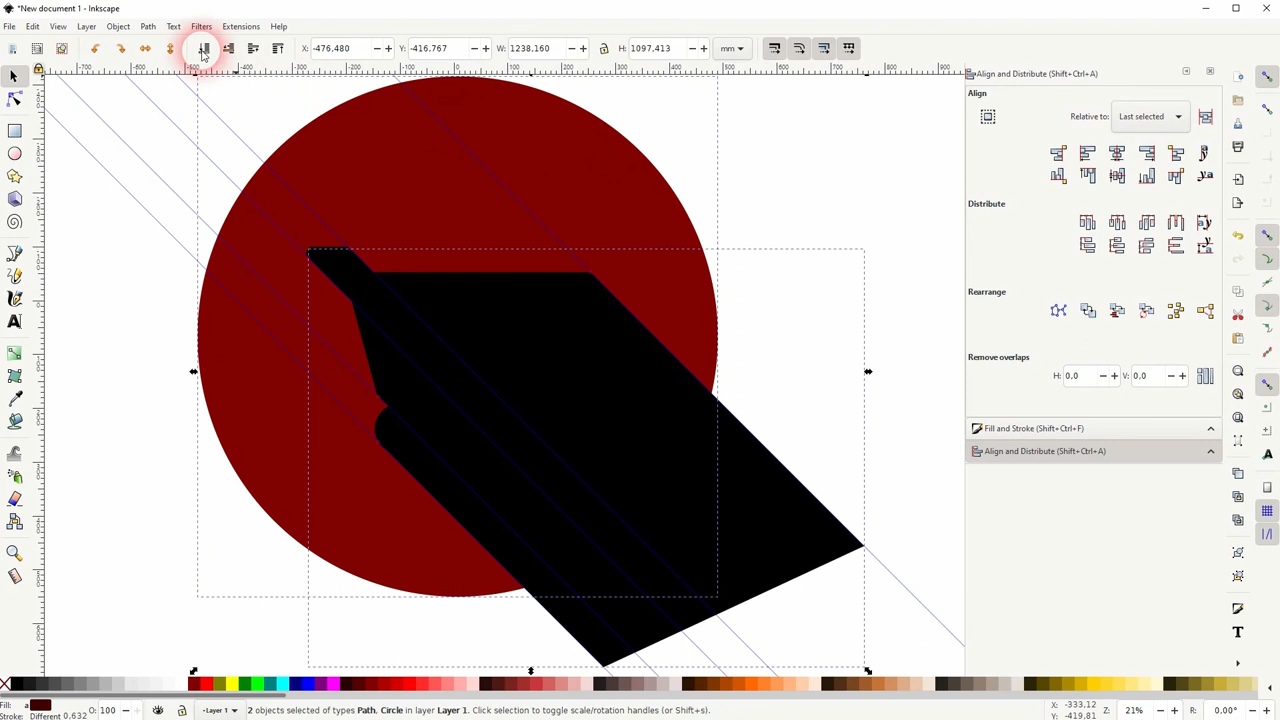 *New document 1 - Inkscape
File Edit View Layer Object Path Text Filters Extensions Help
X: -476.480 Y: -416.767 W: 1238.160 H: 1097,413 mm
Align and Distribute (Shift+Ctrl+A)
Align
Relative to: Last selected
Distribute
Rearrange
Remove overlaps
H: 0.0 V: 0.0
Fill and Stroke (Shift+Ctrl+F)
Align and Distribute (Shift+Ctrl+A)
Fill: a
Stroke: Different 0,632
O: 100
Layer 1
2 objects selected of types Path, Circle in layer Layer 1. Click selection to toggle scale/rotation handles (or Shift+s).
X: -333,12
Y: -419,81
Z: 21%
R: 0,00°